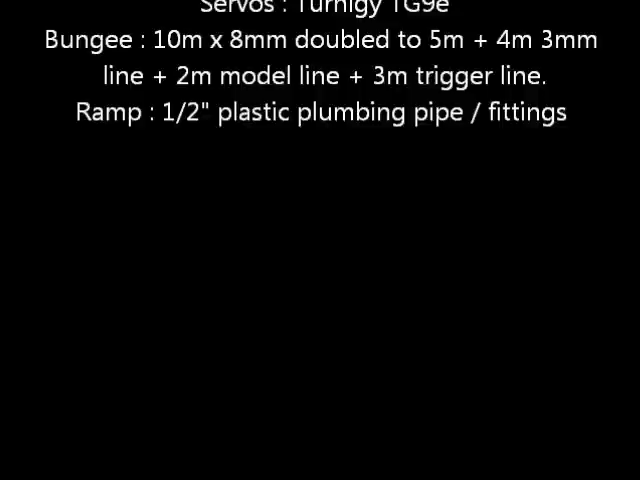 Servos : Turnigy TG9e
Bungee : 10m x 8mm doubled to 5m + 4m 3mm
line + 2m model line + 3m trigger line.
Ramp : 1/2" plastic plumbing pipe / fittings